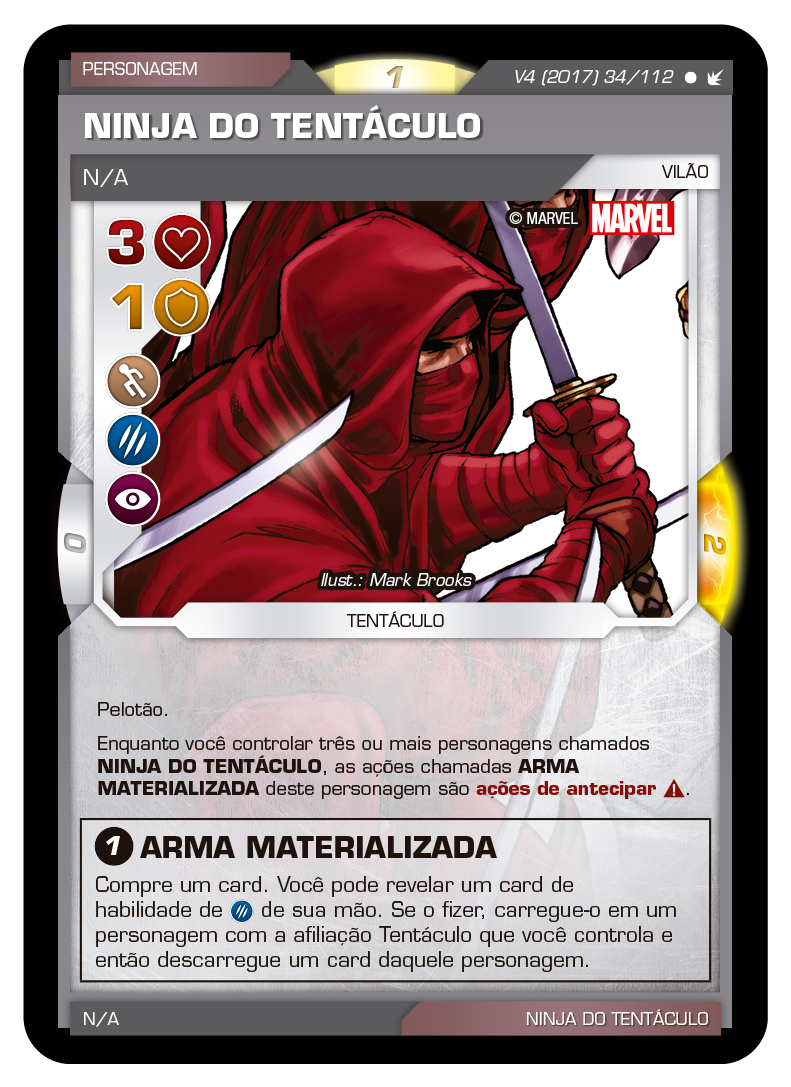 PERSONAGEM
1
V4 (2017) 34/112
NINJA DO TENTÁCULO
N/A
VILÃO
© MARVEL
MARVEL
3
1
0
2
Ilust.: Mark Brooks
TENTÁCULO
Pelotão.
Enquanto você controlar três ou mais personagens chamados
NINJA DO TENTÁCULO, as ações chamadas ARMA
MATERIALIZADA deste personagem são ações de antecipar ⚠.
1 ARMA MATERIALIZADA
Compre um card. Você pode revelar um card de
habilidade de de sua mão. Se o fizer, carregue-o em um
personagem com a afiliação Tentáculo que você controla e
então descarregue um card daquele personagem.
N/A
NINJA DO TENTÁCULO